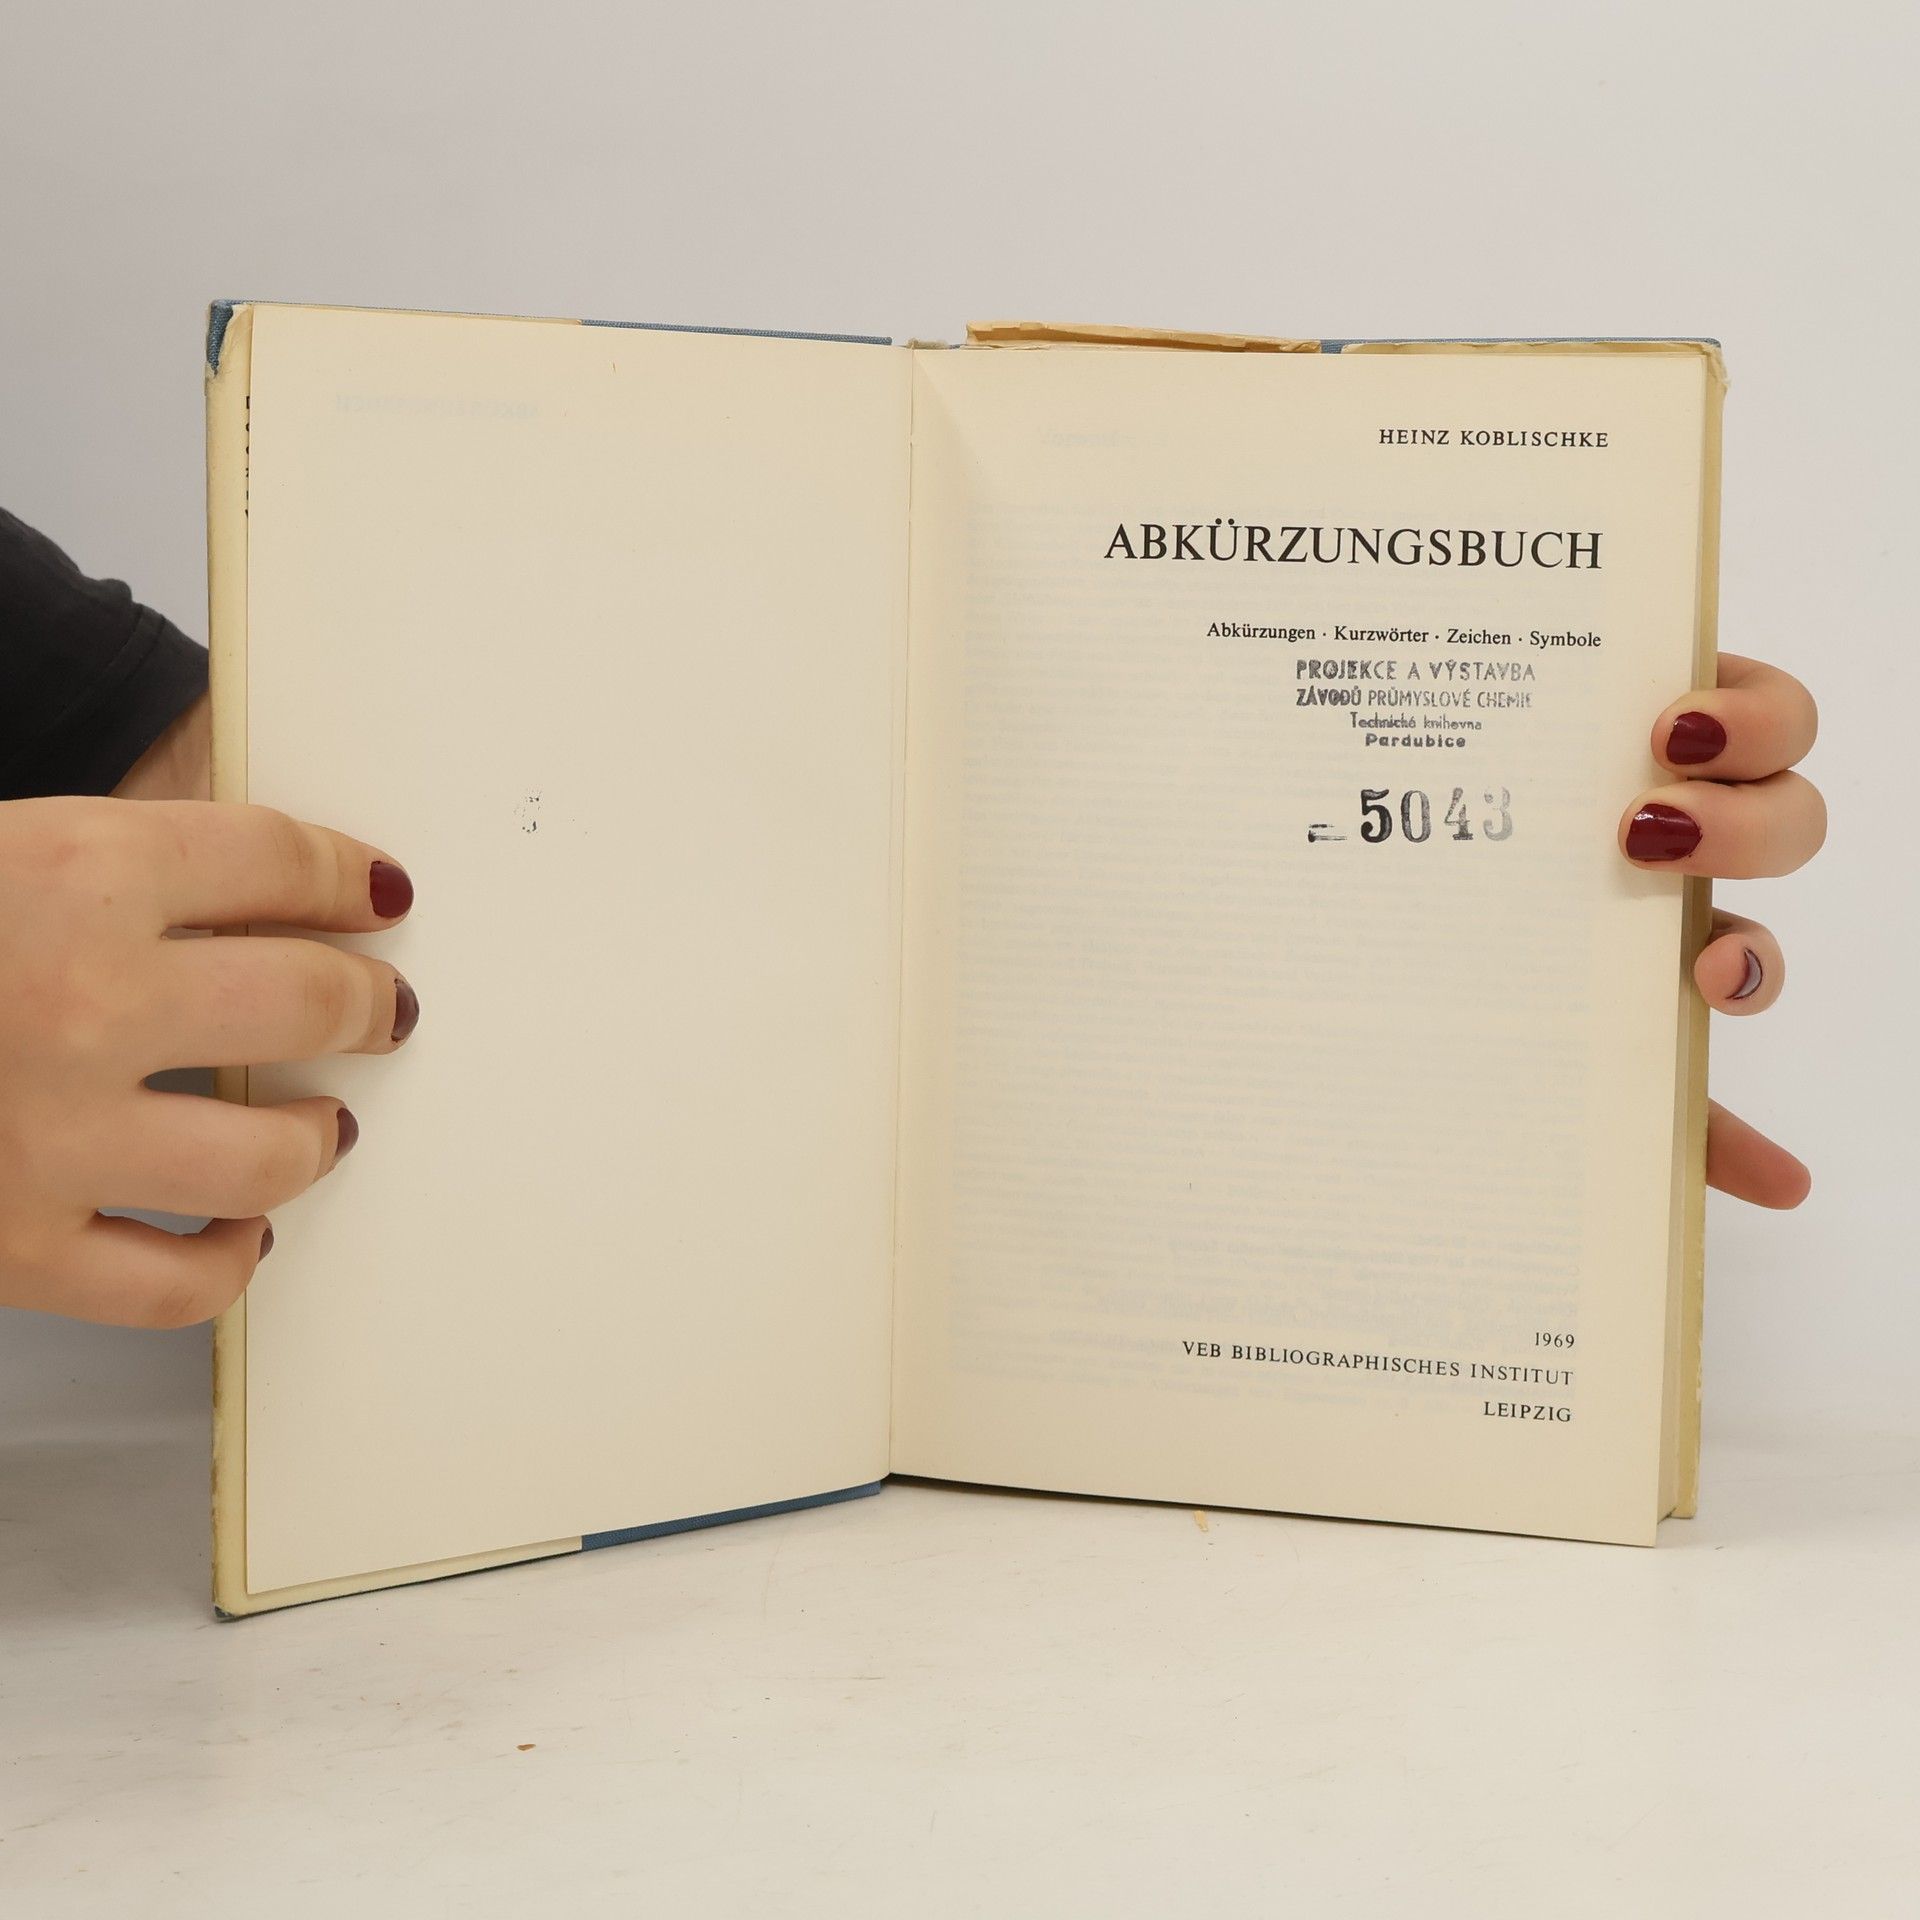 HEINZ KOBLISCHKE
ABKÜRZUNGSBUCH
Abkürzungen · Kurzwörter · Zeichen · Symbole
PROJEKCE A VÝSTAVBA
ZÁVODŮ PRŮMYSLOVÉ CHEMIE
Technická knihovna
Pardubice
5043
1969
VEB BIBLIOGRAPHISCHES INSTITUT
LEIPZIG